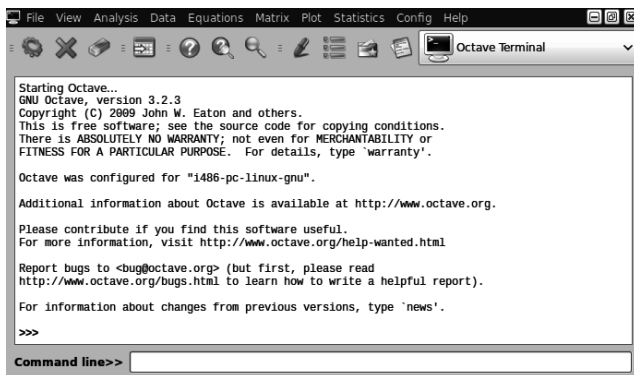 File View Analysis Data Equations Matrix Plot Statistics Config Help
Octave Terminal
Starting Octave...
GNU Octave, version 3.2.3
Copyright (C) 2009 John W. Eaton and others.
This is free software; see the source code for copying conditions.
There is ABSOLUTELY NO WARRANTY; not even for MERCHANTABILITY or
FITNESS FOR A PARTICULAR PURPOSE.  For details, type `warranty'.
Octave was configured for "i486-pc-linux-gnu".
Additional information about Octave is available at http://www.octave.org.
Please contribute if you find this software useful.
For more information, visit http://www.octave.org/help-wanted.html
Report bugs to <bug@octave.org> (but first, please read
http://www.octave.org/bugs.html to learn how to write a helpful report).
For information about changes from previous versions, type `news'.
>>>
Command line>>